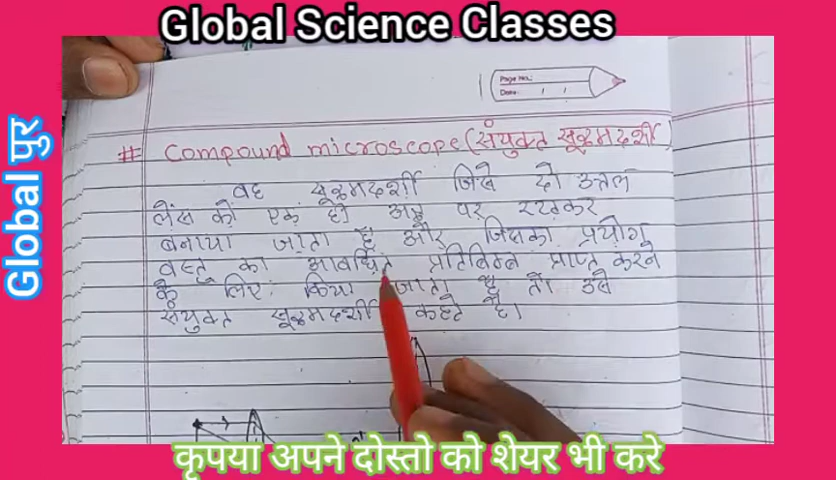 Global Science Classes
Global पुर
Page No.:
Date: / /
# Compound microscope (संयुक्त सूक्ष्मदर्शी
वह सूक्ष्मदर्शी जिसे दो उत्तल
लेंस को एक ही अक्ष पर रखकर
बनाया जाता है और जिसका प्रयोग
वस्तु का आवर्धित प्रतिबिम्ब प्राप्त करने
के लिए किया जाता है तो उसे
संयुक्त सूक्ष्मदर्शी कहते है।
कृपया अपने दोस्तो को शेयर भी करे